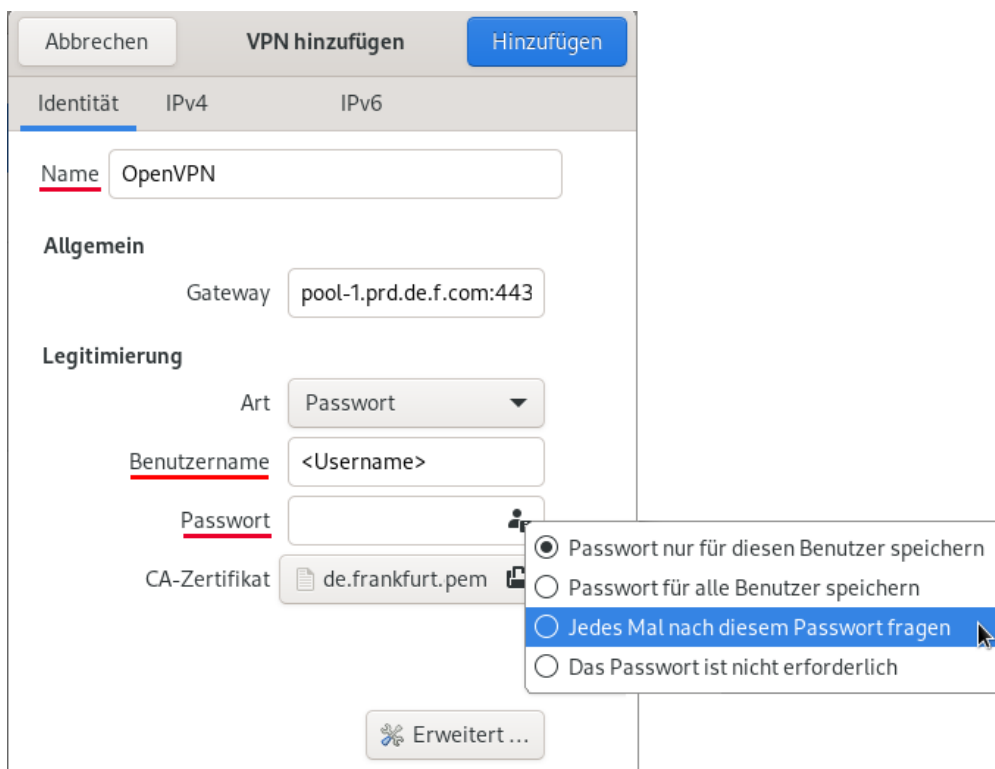 Abbrechen VPN hinzufügen Hinzufügen
Identität IPv4 IPv6
Name OpenVPN
Allgemein
Gateway pool-1.prd.de.f.com:443
Legitimierung
Art Passwort
Benutzername <Username>
Passwort
CA-Zertifikat de.frankfurt.pem
Passwort nur für diesen Benutzer speichern
Passwort für alle Benutzer speichern
Jedes Mal nach diesem Passwort fragen
Das Passwort ist nicht erforderlich
Erweitert ...